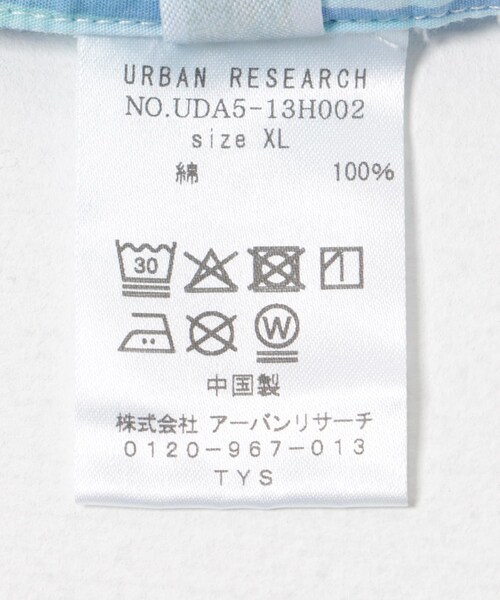 URBAN RESEARCH
NO.UDA5-13H002
size XL
綿 100%
30
W
中国製
株式会社 アーバンリサーチ
0120-967-013
TYS